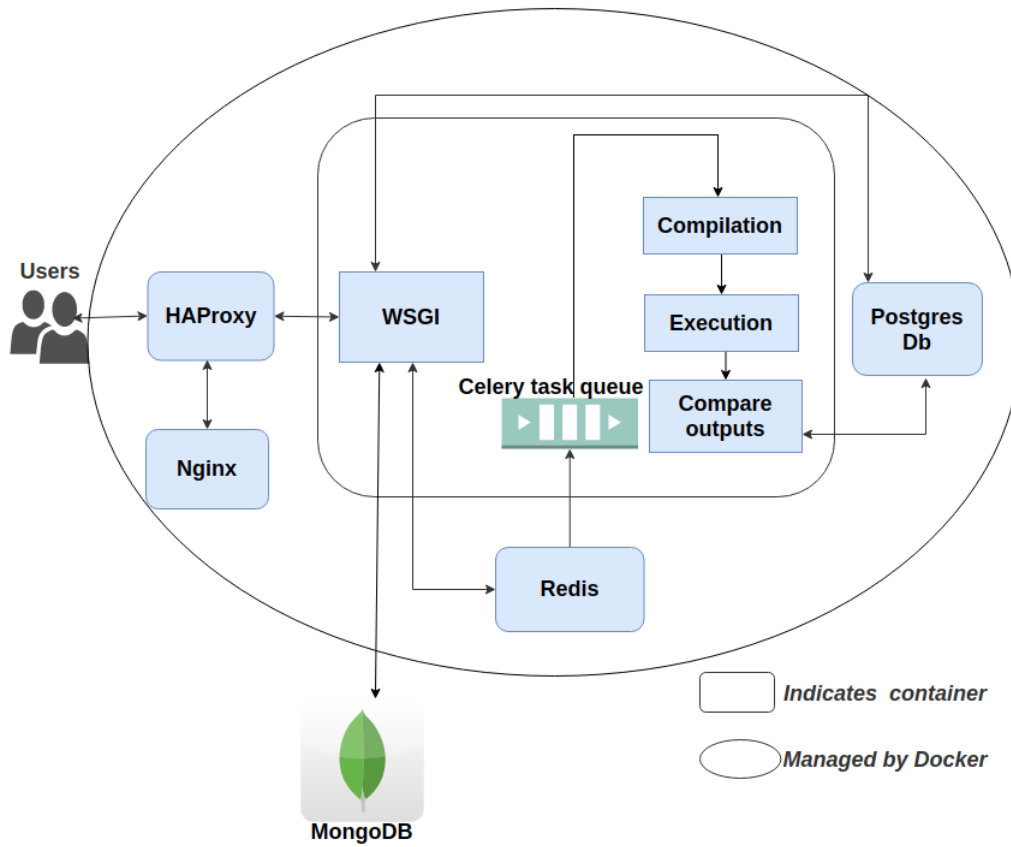 Users
HAProxy
WSGI
Compilation
Execution
Postgres
Db
Celery task queue
Compare
outputs
Nginx
Redis
Indicates container
Managed by Docker
MongoDB